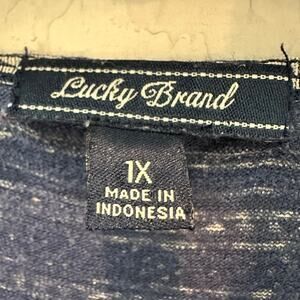 Lucky Brand
1X
MADE IN
INDONESIA